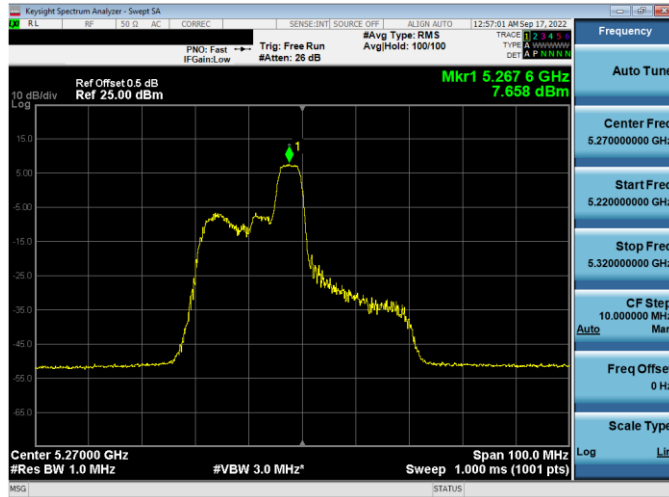 Keysight Spectrum Analyzer - Swept SA
RL RF 50 Ω AC CORREC SENSE:INT SOURCE OFF ALIGN AUTO 12:57:01 AM Sep 17, 2022
PNO: Fast
IFGain:Low
Trig: Free Run
#Atten: 26 dB
#Avg Type: RMS
Avg|Hold: 100/100
TRACE 1 2 3 4 5 6
TYPE A WWWWW
DET A P N N N N
Ref Offset 0.5 dB
10 dB/div Ref 25.00 dBm
Log
Mkr1 5.267 6 GHz
7.658 dBm
1
15.0
5.00
-5.00
-15.0
-25.0
-35.0
-45.0
-55.0
-65.0
Center 5.27000 GHz Span 100.0 MHz
#Res BW 1.0 MHz #VBW 3.0 MHz* Sweep 1.000 ms (1001 pts)
MSG STATUS
Frequency
Auto Tune
Center Freq
5.270000000 GHz
Start Freq
5.220000000 GHz
Stop Freq
5.320000000 GHz
CF Step
10.000000 MHz
Auto Man
Freq Offset
0 Hz
Scale Type
Log Lin